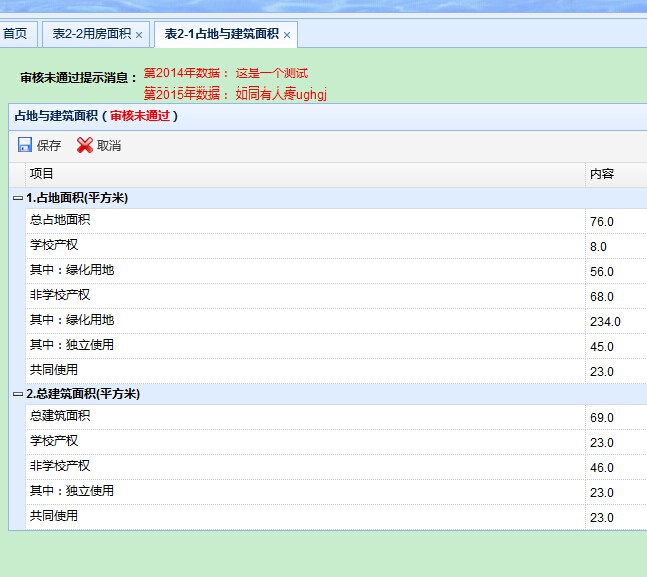 首页 表2-2用房面积 × 表2-1占地与建筑面积 ×
审核未通过提示消息： 第2014年数据： 这是一个测试
第2015年数据： 如同有人疼ughgj
占地与建筑面积（审核未通过）
保存 取消
项目 内容
1.占地面积(平方米)
总占地面积 76.0
学校产权 8.0
其中：绿化用地 56.0
非学校产权 68.0
其中：绿化用地 234.0
其中：独立使用 45.0
共同使用 23.0
2.总建筑面积(平方米)
总建筑面积 69.0
学校产权 23.0
非学校产权 46.0
其中：独立使用 23.0
共同使用 23.0